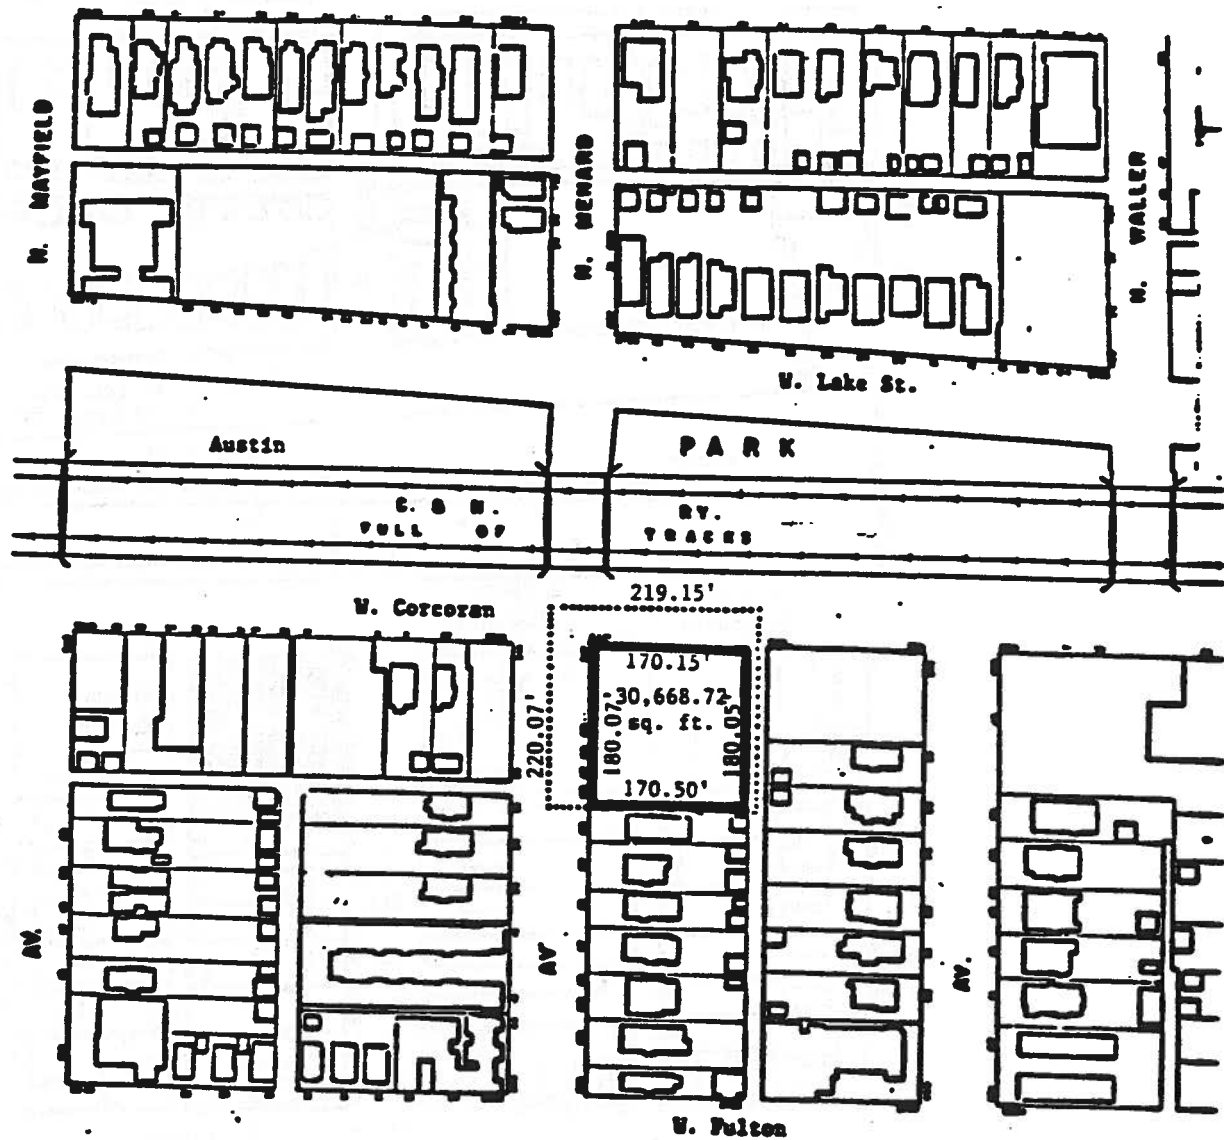 N. MAYFIELD
N. MENARD
N. WALLER
W. Lake St.
Austin
PARK
C. & N.
RY.
FULL OF
TRACKS
219.15'
W. Corcoran
170.15'
30,668.72
sq. ft.
220.07'
180.07'
180.05'
170.50'
AV.
AV
AV.
W. Fulton